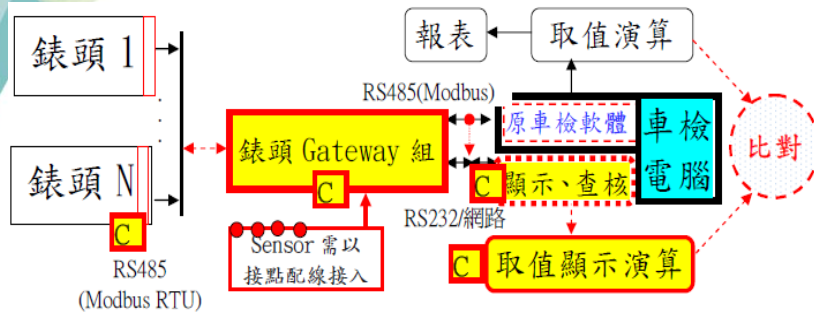 錶頭 1
錶頭 N
C
RS485
(Modbus RTU)
錶頭 Gateway 組
C
Sensor 需以
接點配線接入
報表
取值演算
RS485(Modbus)
原車檢軟體
車檢
電腦
C
顯示、查核
RS232/網路
C
取值顯示演算
比對